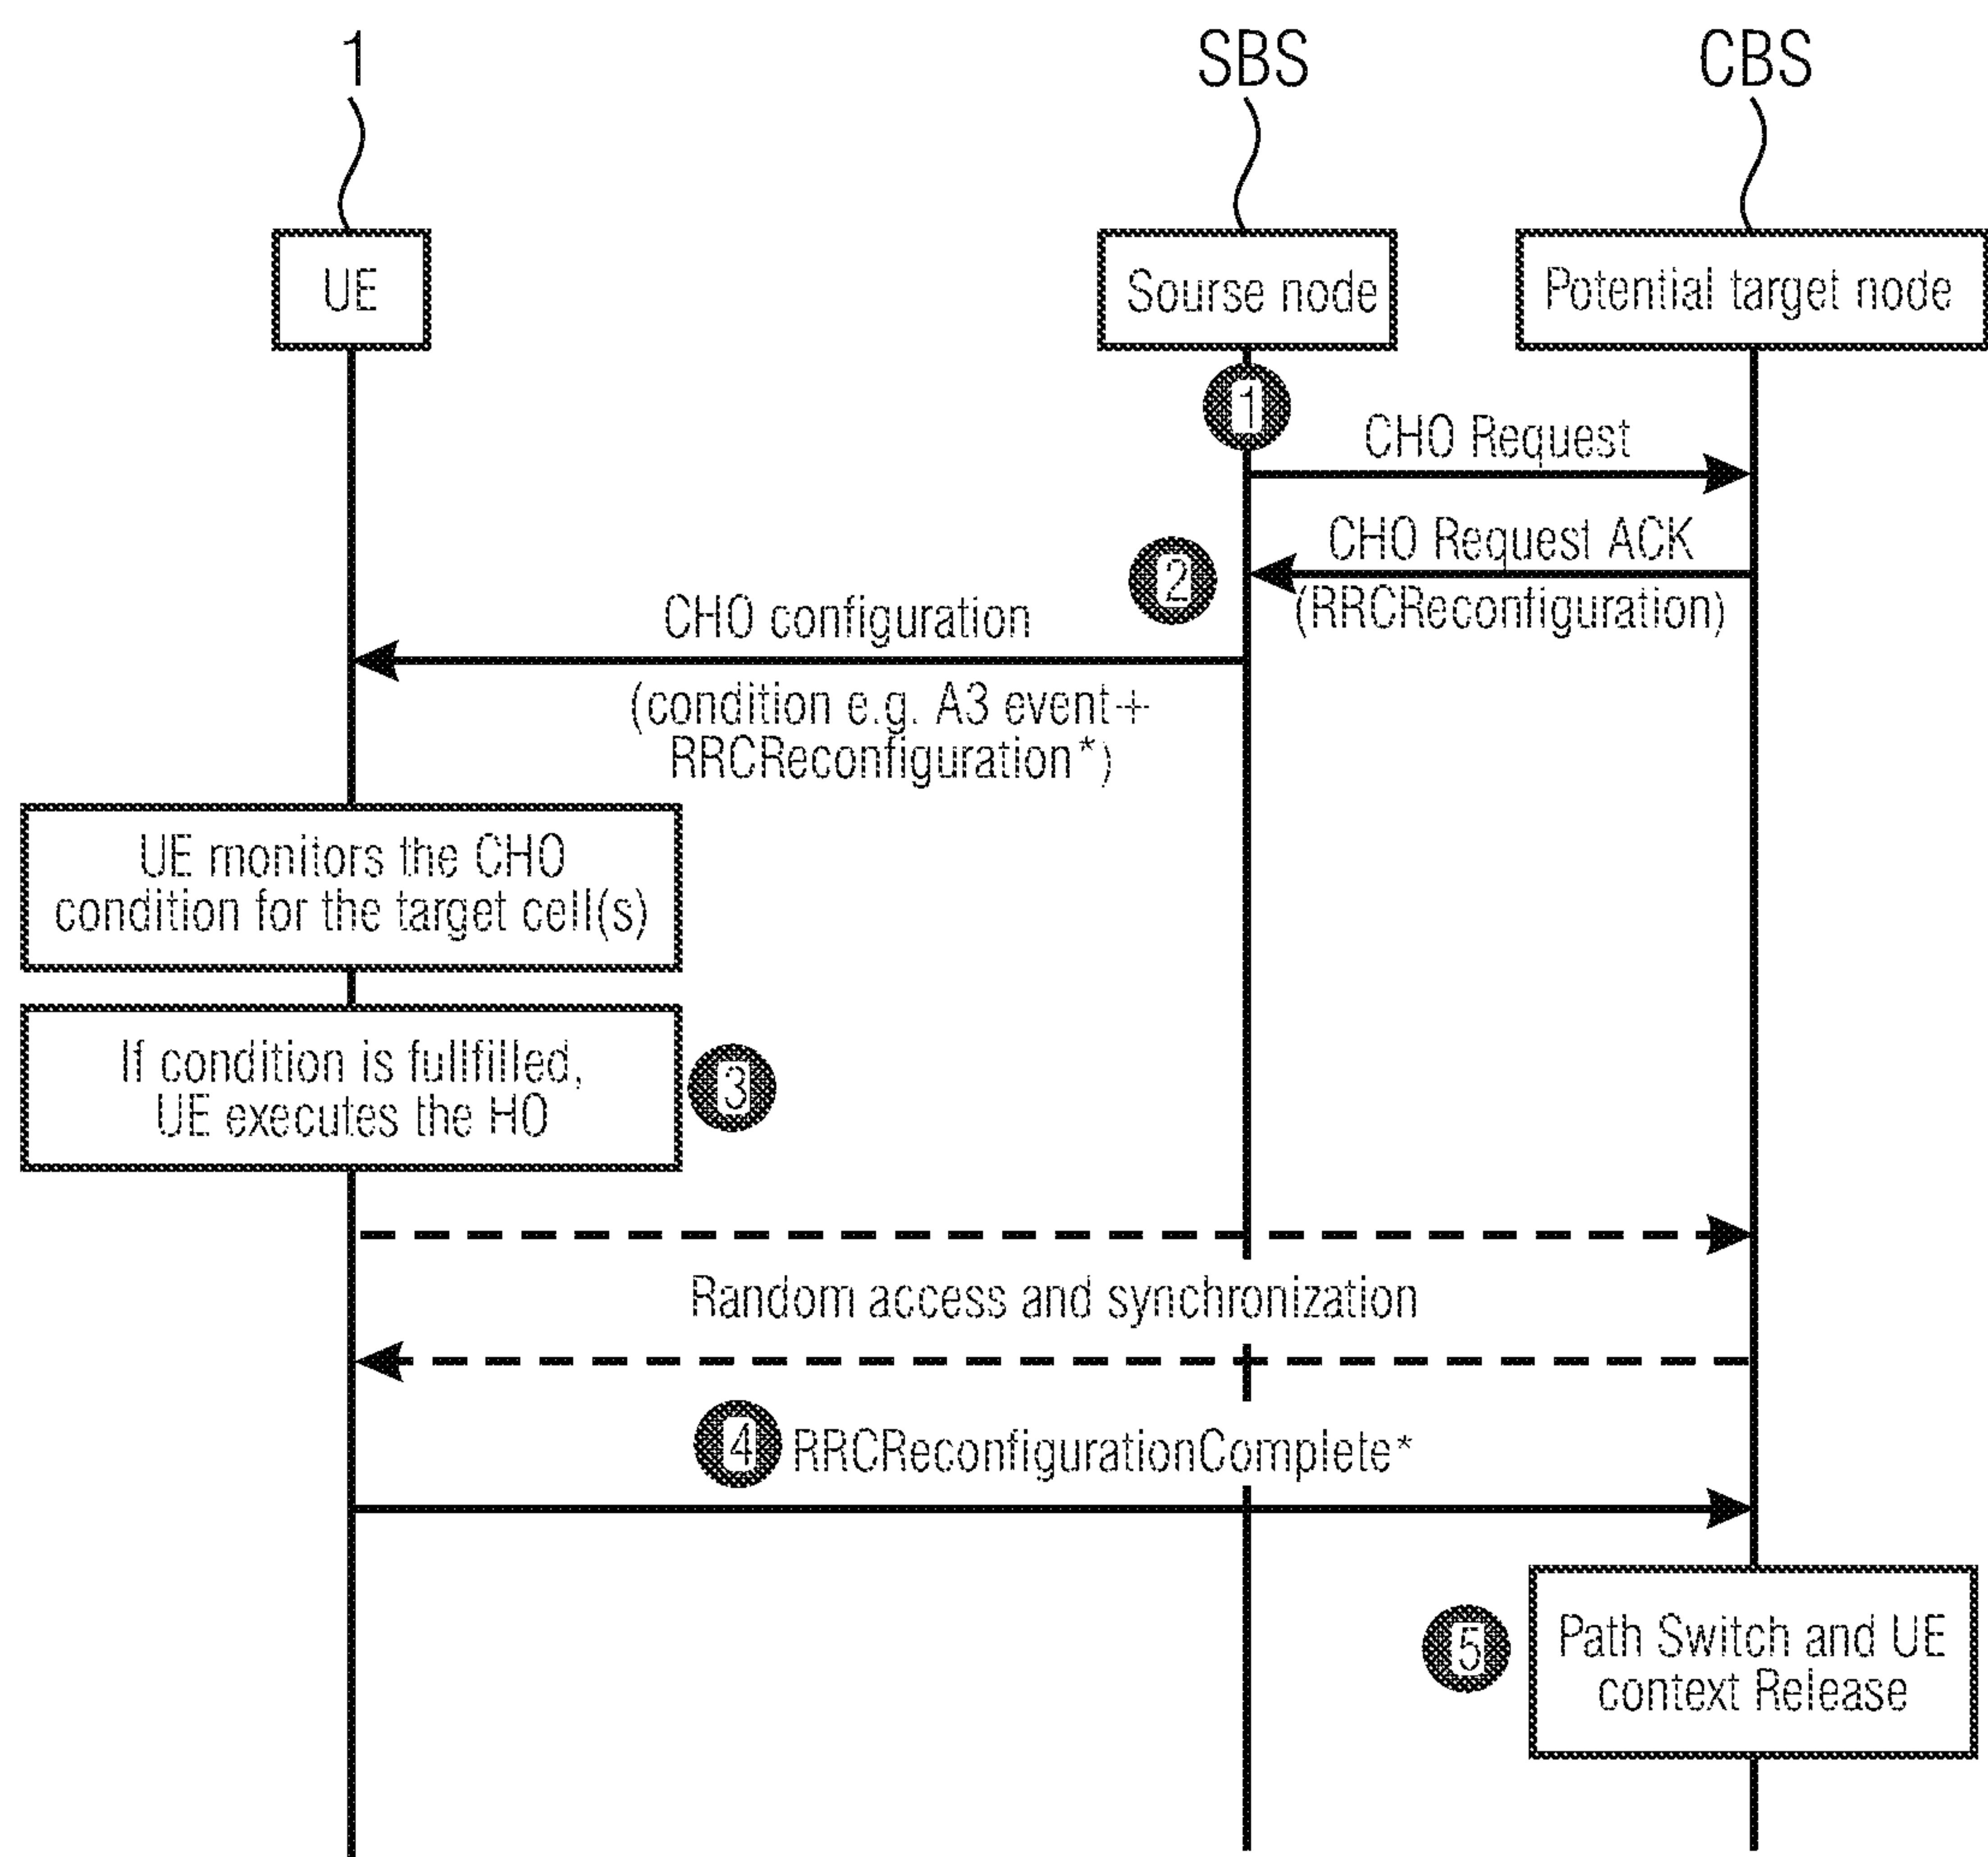 1
SBS
CBS
UE
Sourse node
Potential target node
1
CHO Request
CHO Request ACK
2
(RRCReconfiguration)
CHO configuration
(condition e.g. A3 event+
RRCReconfiguration*)
UE monitors the CHO
condition for the target cell(s)
If condition is fullfilled,
UE executes the HO
3
Random access and synchronization
4
RRCReconfigurationComplete*
5
Path Switch and UE
context Release